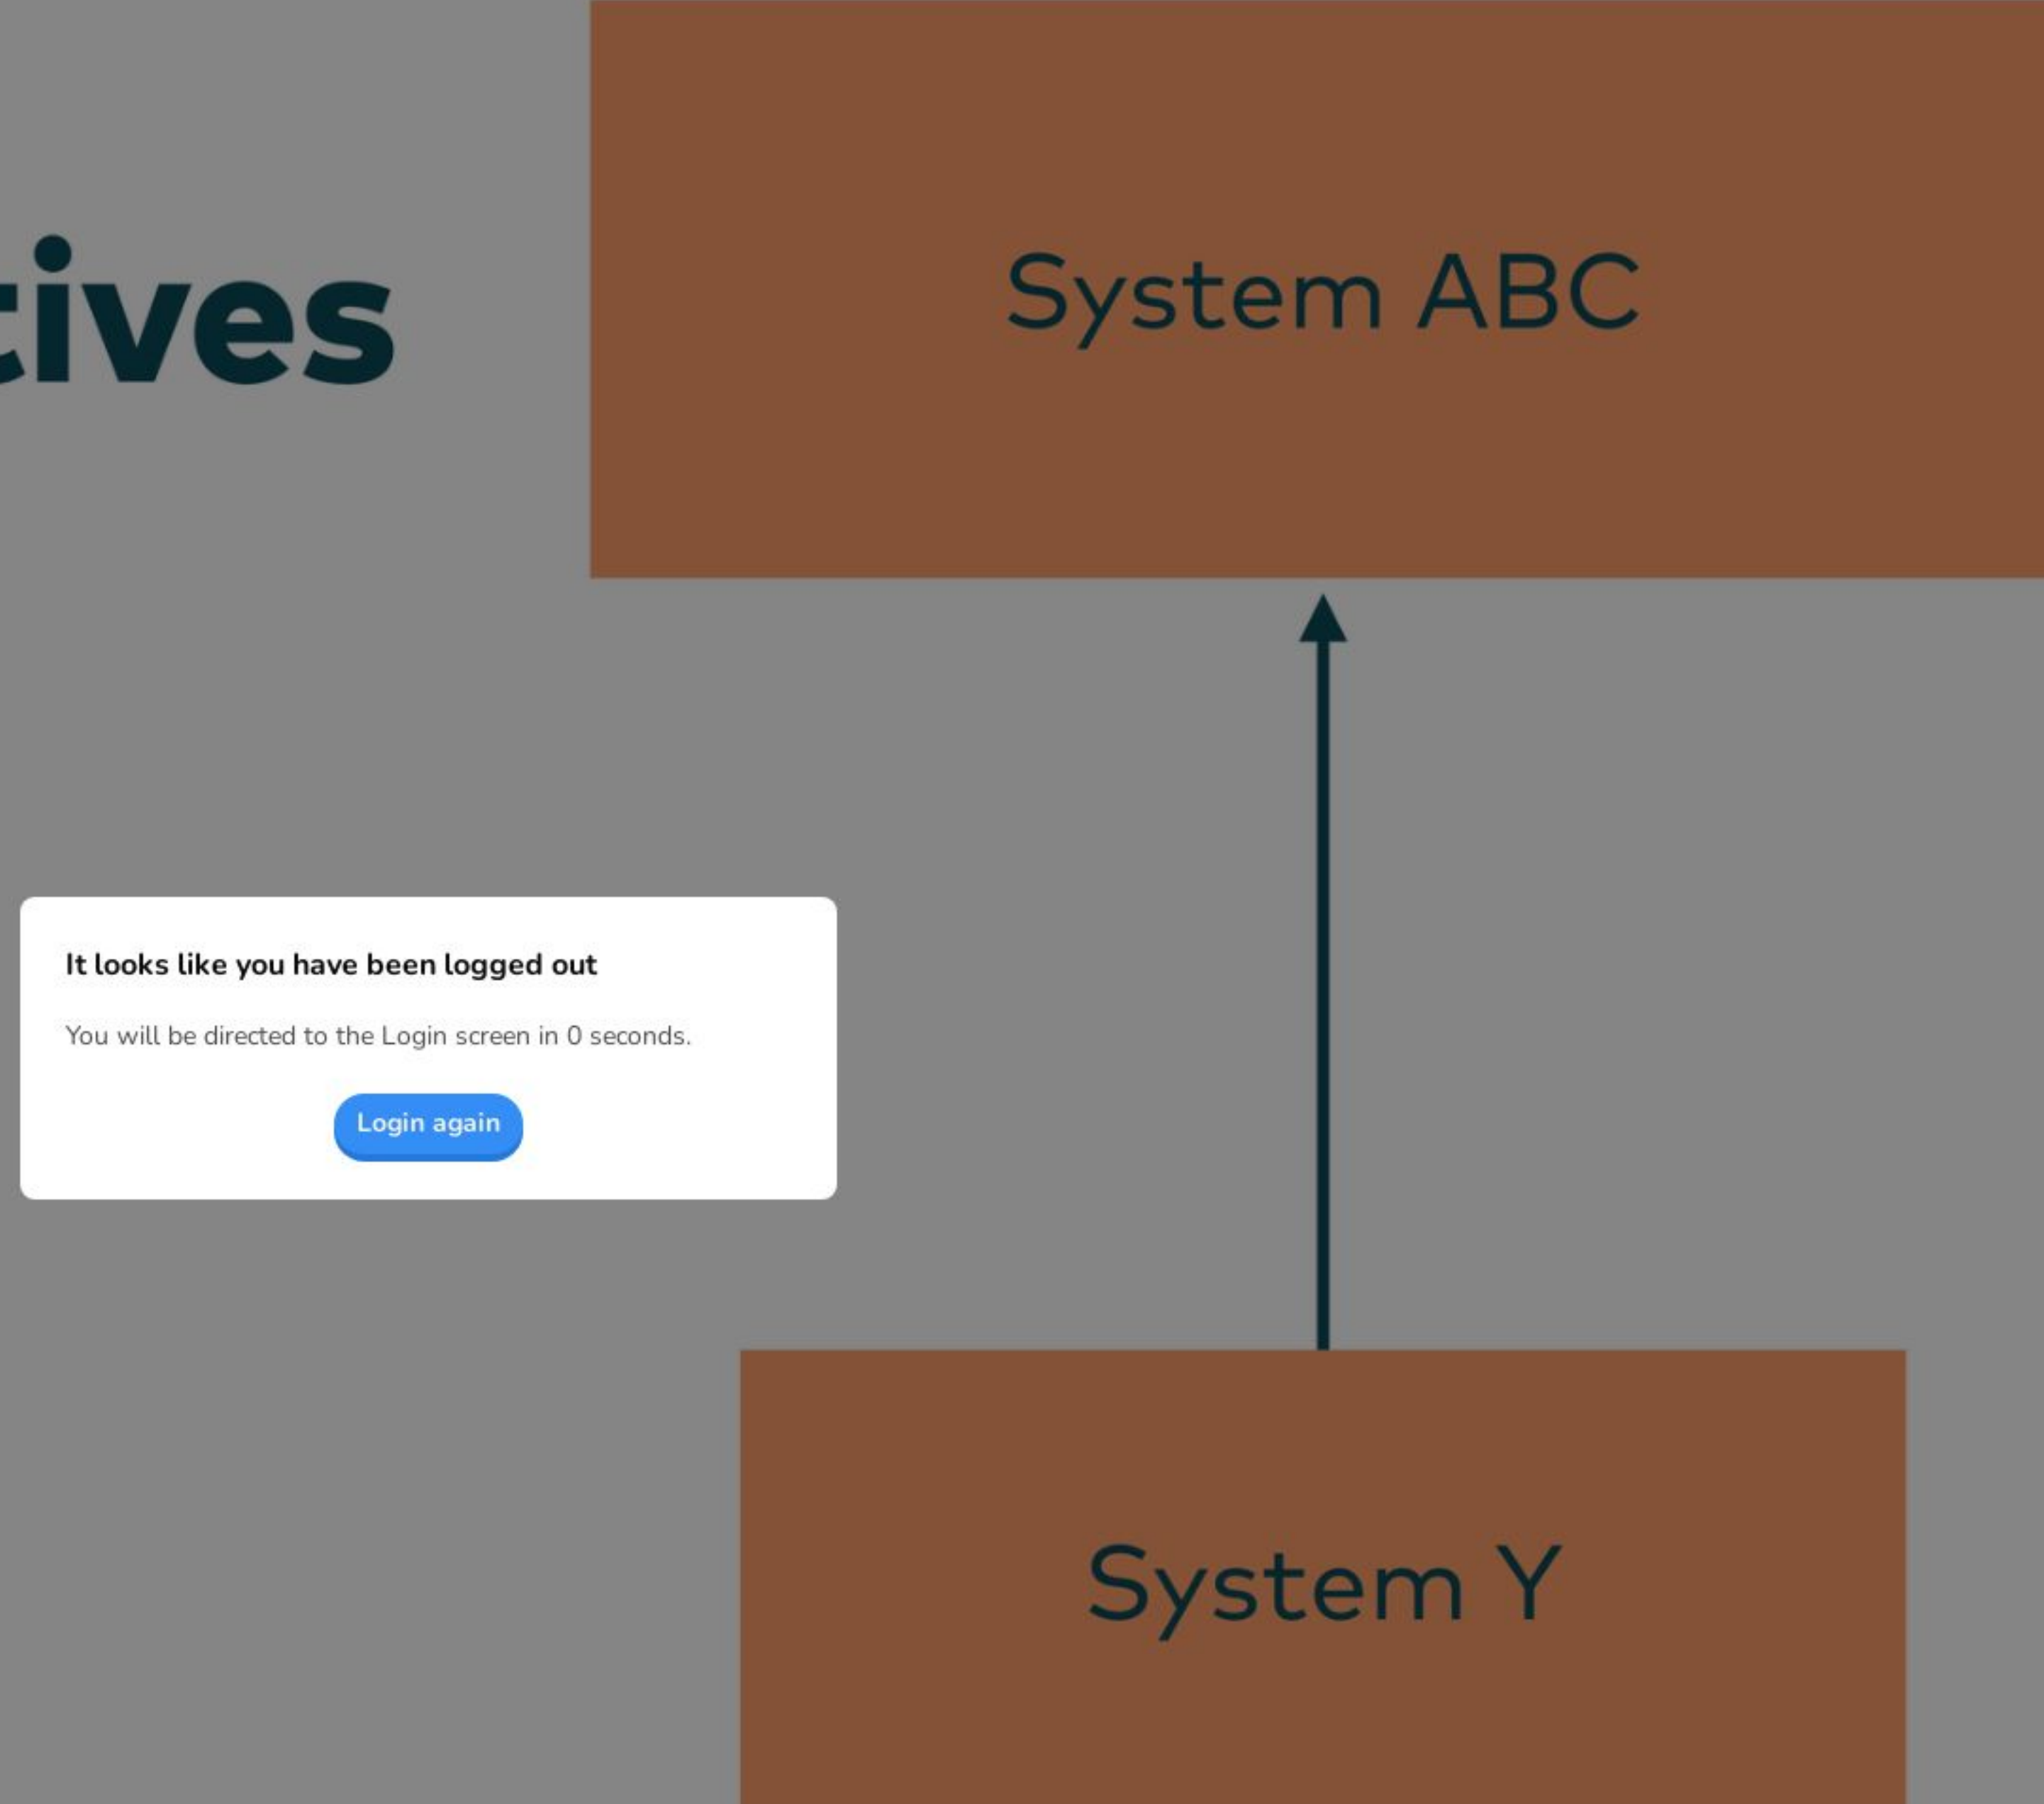 System ABC
tives
It looks like you have been logged out
You will be directed to the Login screen in 0 seconds.
Login again
System Y